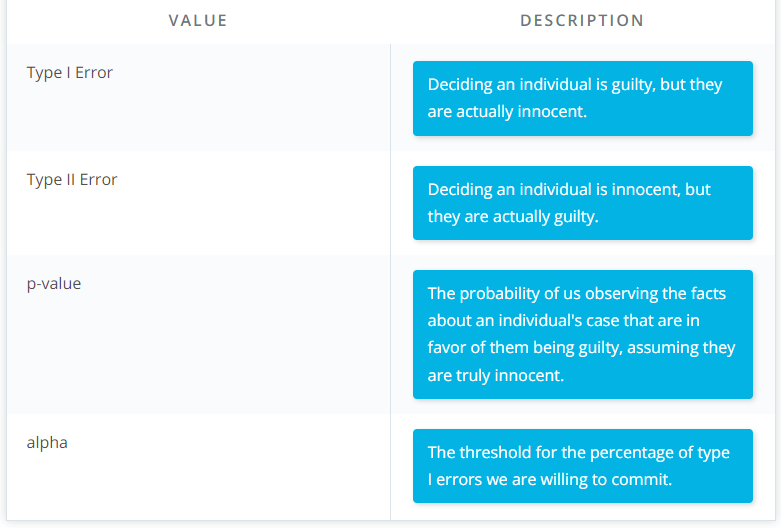 VALUE
DESCRIPTION
Type I Error
Deciding an individual is guilty, but they
are actually innocent.
Type II Error
Deciding an individual is innocent, but
they are actually guilty.
p-value
The probability of us observing the facts
about an individual's case that are in
favor of them being guilty, assuming they
are truly innocent.
alpha
The threshold for the percentage of type
I errors we are willing to commit.